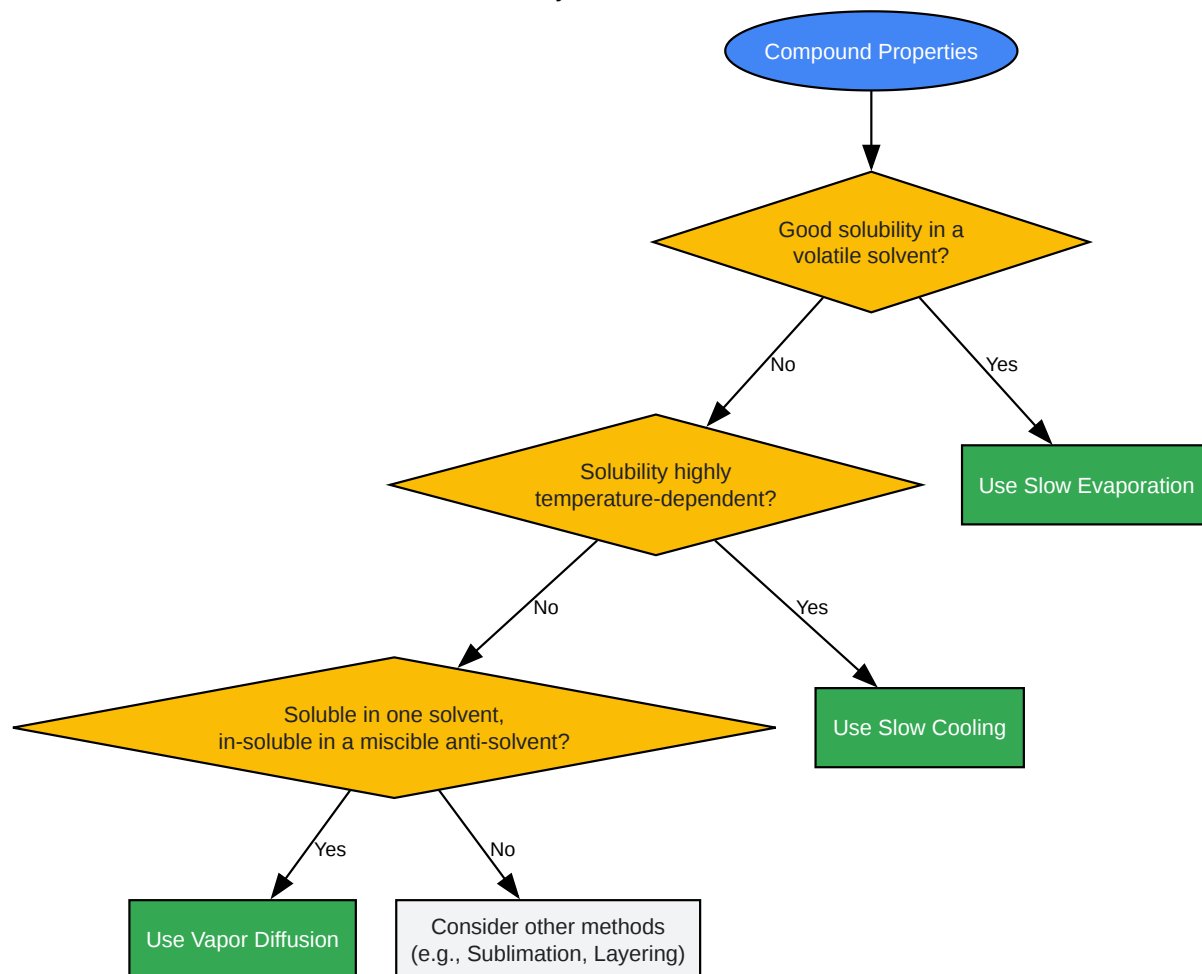 Compound Properties
Good solubility in a
volatile solvent?
No
Yes
Solubility highly
temperature-dependent?
Use Slow Evaporation
No
Yes
Soluble in one solvent,
in-soluble in a miscible anti-solvent?
Use Slow Cooling
Yes
No
Use Vapor Diffusion
Consider other methods
(e.g., Sublimation, Layering)